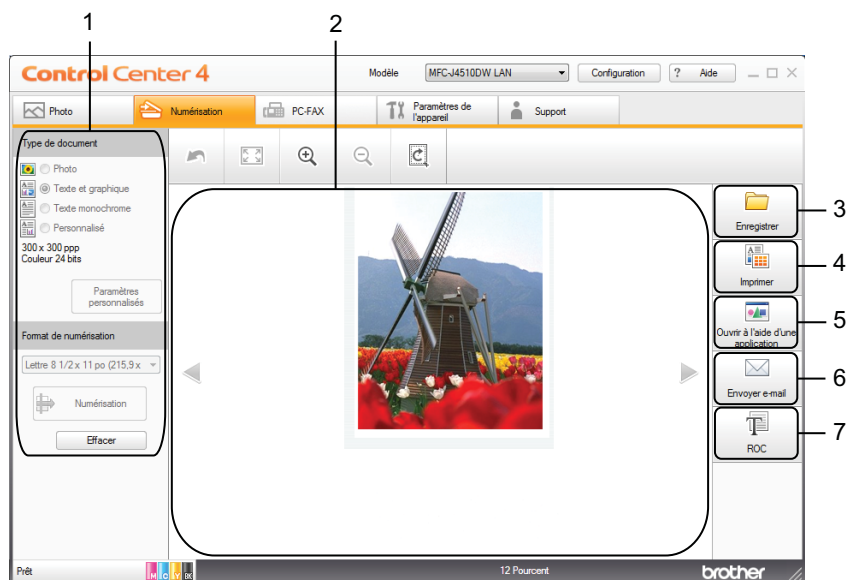 1
2
Control Center 4
Modèle
MFC-J4510DW LAN
Configuration
? Aide
Photo
Numérisation
PC-FAX
Paramètres de
l'appareil
Support
Type de document
Photo
Texte et graphique
Texte monochrome
Personnalisé
300 x 300 ppp
Couleur 24 bits
Paramètres
personnalisés
Format de numérisation
Lettre 8 1/2 x 11 po (215,9 x
Numérisation
Effacer
Enregistrer
3
Imprimer
4
Ouvrir à l'aide d'une
application
5
Envoyer e-mail
6
ROC
7
Prêt
M C Y BK
12 Pourcent
brother